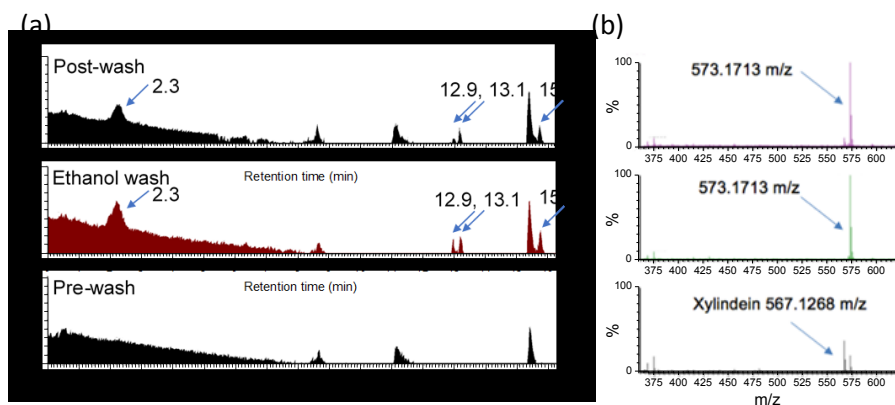 (a)
Post-wash
2.3
12.9, 13.1
15
Retention time (min)
Ethanol wash
2.3
12.9, 13.1
15
Retention time (min)
Pre-wash
(b)
100
%
0
573.1713 m/z
375 400 425 450 475 500 525 550 575 600
100
%
0
573.1713 m/z
375 400 425 450 475 500 525 550 575 600
100
%
0
Xylindein 567.1268 m/z
375 400 425 450 475 500 525 550 575 600
m/z